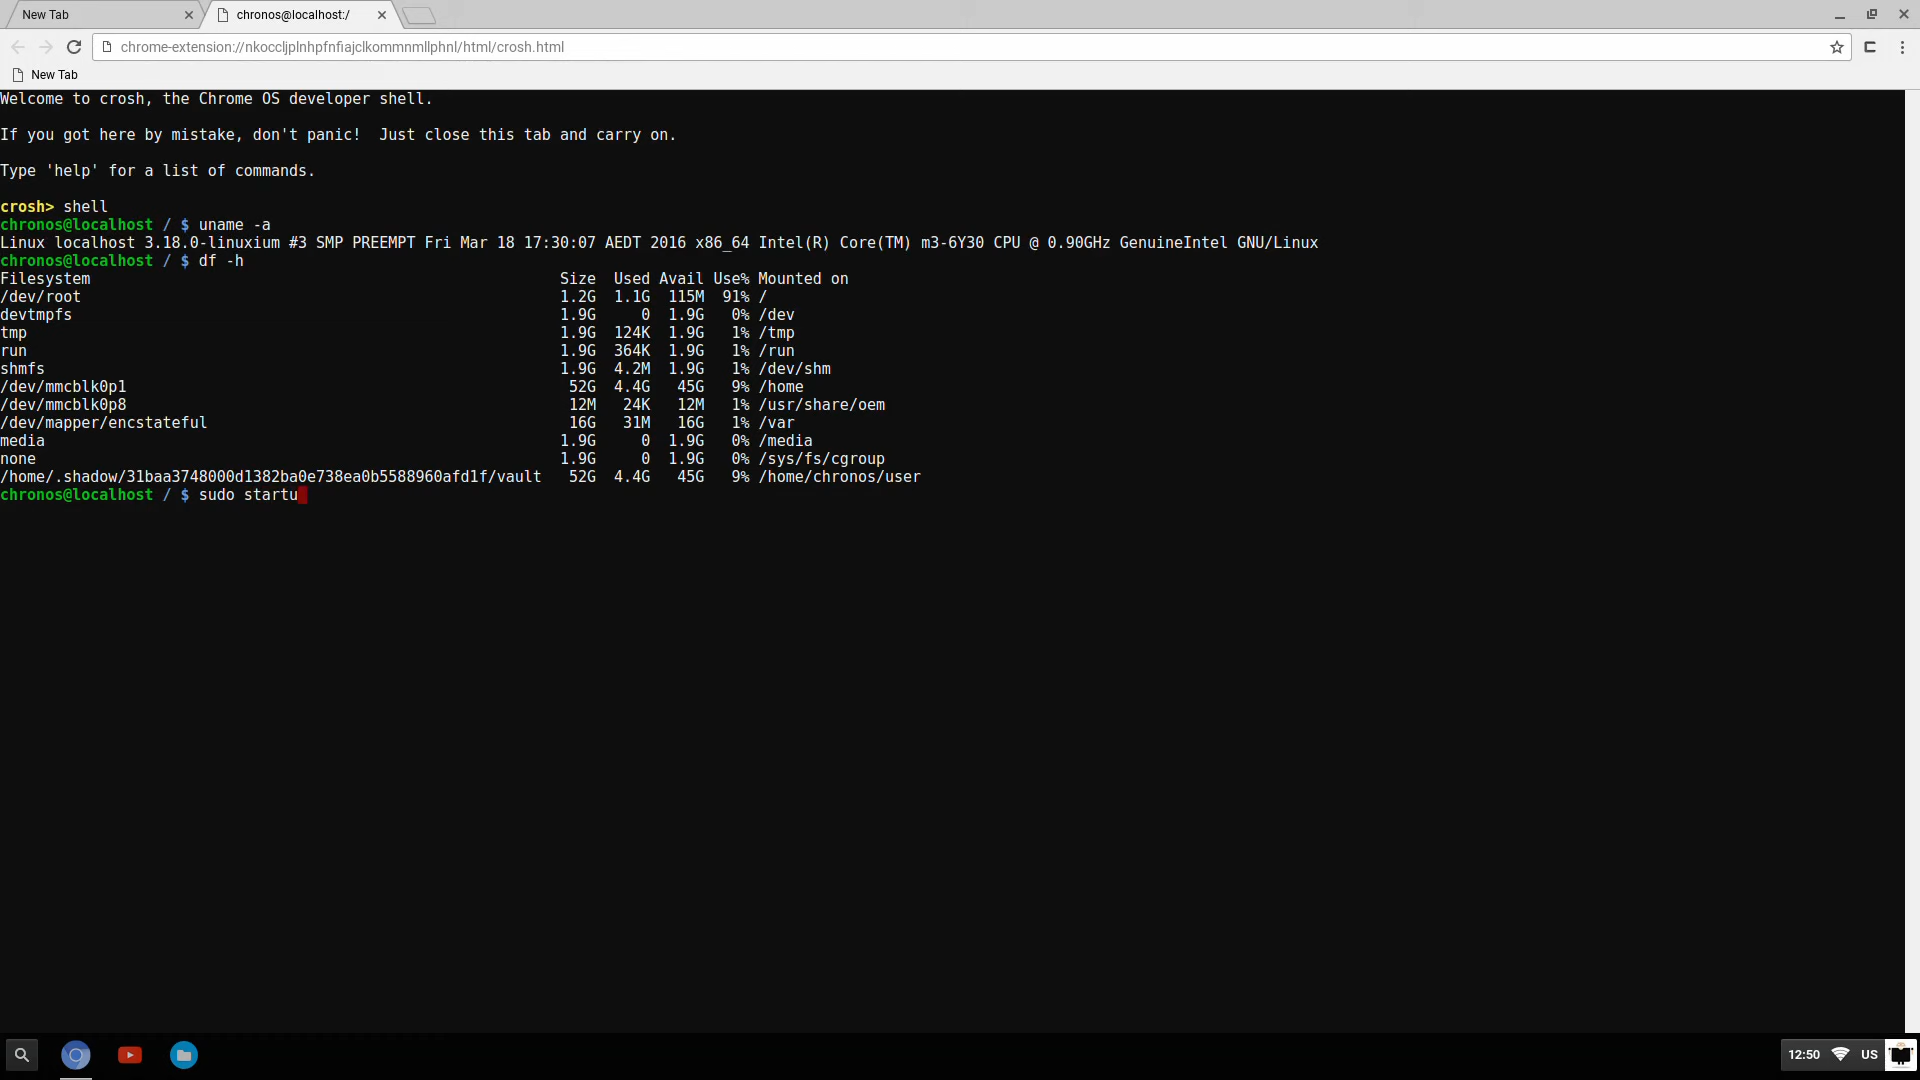 New Tab
chronos@localhost:/
chrome-extension://nkoccljplnhpfnfiajclkommnmllphnl/html/crosh.html
New Tab
Welcome to crosh, the Chrome OS developer shell.
If you got here by mistake, don't panic!  Just close this tab and carry on.
Type 'help' for a list of commands.
crosh> shell
chronos@localhost / $ uname -a
Linux localhost 3.18.0-linuxium #3 SMP PREEMPT Fri Mar 18 17:30:07 AEDT 2016 x86_64 Intel(R) Core(TM) m3-6Y30 CPU @ 0.90GHz GenuineIntel GNU/Linux
chronos@localhost / $ df -h
Filesystem Size Used Avail Use% Mounted on
/dev/root 1.2G 1.1G 115M 91% /
devtmpfs 1.9G 0 1.9G 0% /dev
tmp 1.9G 124K 1.9G 1% /tmp
run 1.9G 364K 1.9G 1% /run
shmfs 1.9G 4.2M 1.9G 1% /dev/shm
/dev/mmcblk0p1 52G 4.4G 45G 9% /home
/dev/mmcblk0p8 12M 24K 12M 1% /usr/share/oem
/dev/mapper/encstateful 16G 31M 16G 1% /var
media 1.9G 0 1.9G 0% /media
none 1.9G 0 1.9G 0% /sys/fs/cgroup
/home/.shadow/31baa3748000d1382ba0e738ea0b5588960afd1f/vault 52G 4.4G 45G 9% /home/chronos/user
chronos@localhost / $ sudo startu
12:50 US